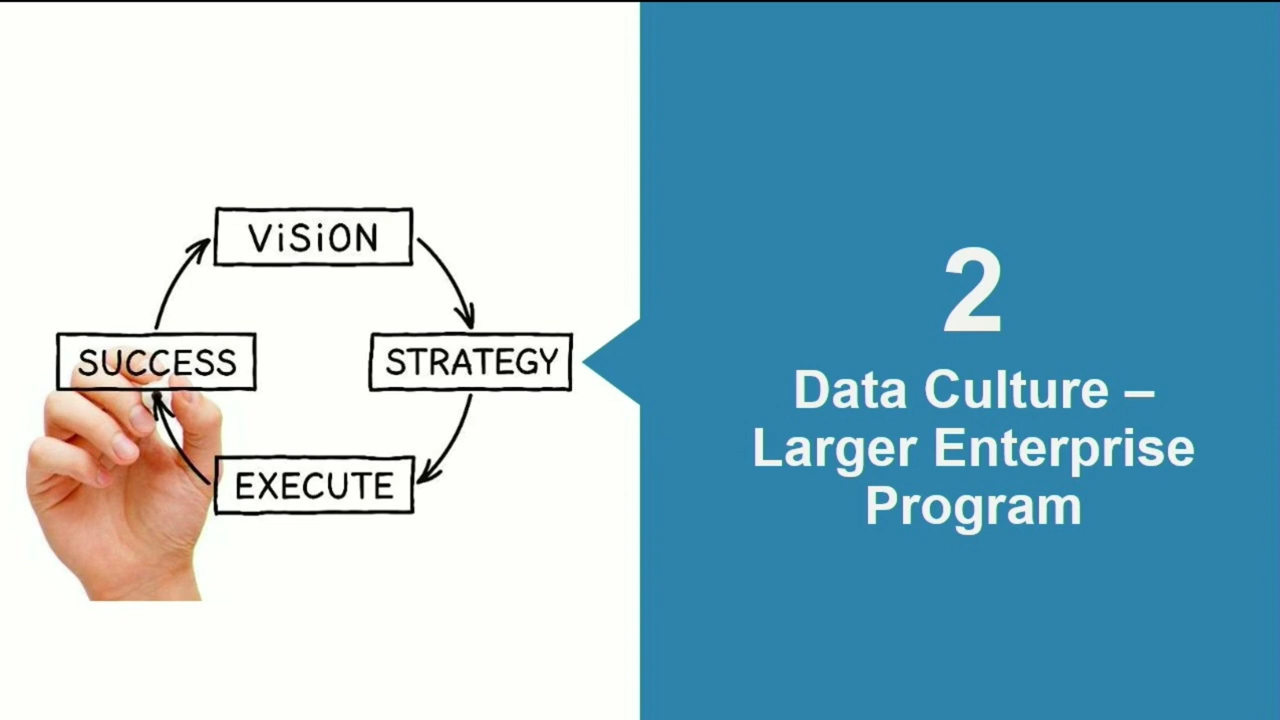 ViSiON
SUCCESS
STRATEGY
EXECUTE
2
Data Culture –
Larger Enterprise
Program